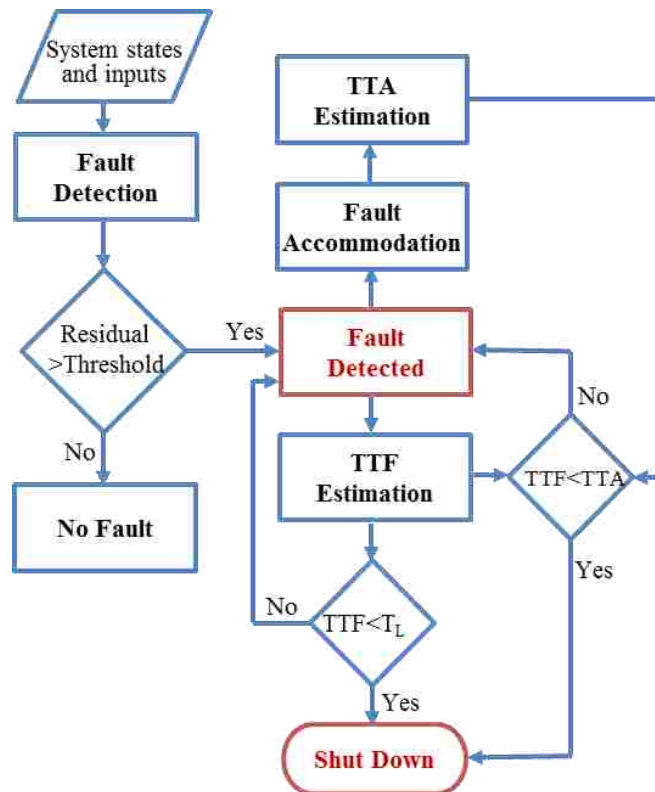 System states
and inputs
Fault
Detection
Residual
>Threshold
Yes
No
No Fault
TTA
Estimation
Fault
Accommodation
Fault
Detected
TTF
Estimation
No
TTF<TTA
Yes
No
TTF<T_L
Yes
Shut Down